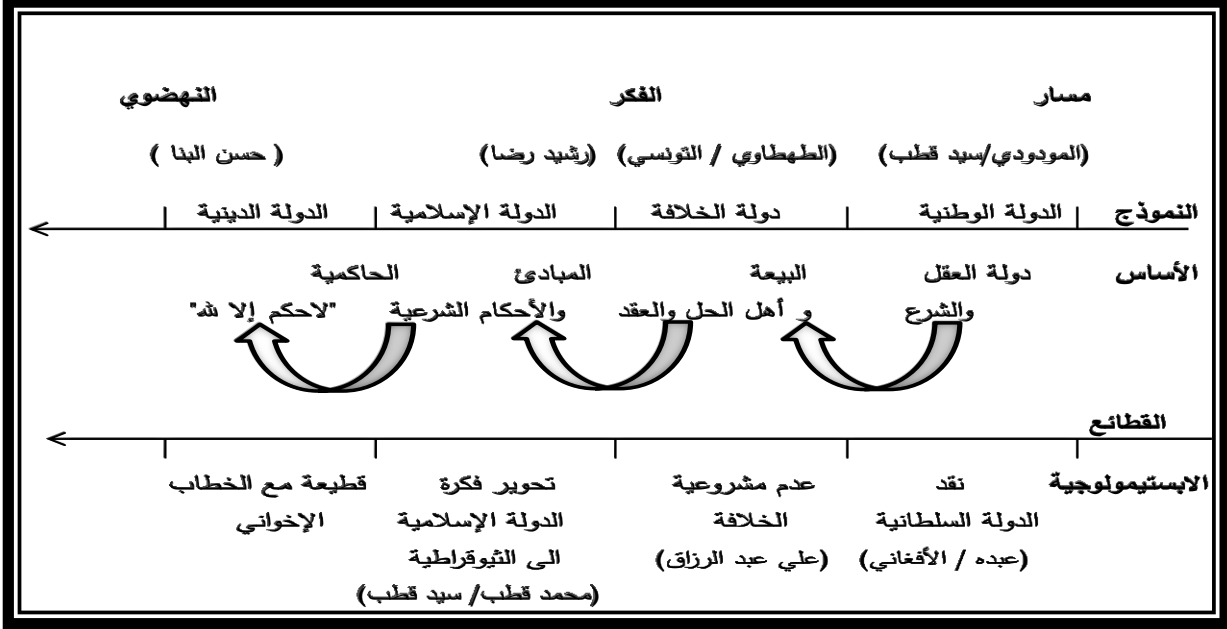 مسار الفكر النهضوي
(المودودي/سيد قطب) (الطهطاوي / التونسي) (رشيد رضا) ( حسن البنا )
النموذج | الدولة الوطنية | دولة الخلافة | الدولة الإسلامية | الدولة الدينية |
الأساس دولة العقل البيعة المبادئ الحاكمية
والشرع و أهل الحل والعقد والأحكام الشرعية "لاحكم إلا لله"
القطائع
الابستيمولوجية نقد عدم مشروعية تحوير فكرة قطيعة مع الخطاب
الدولة السلطانية الخلافة الدولة الإسلامية الإخواني
(عبده / الأفغاني) (علي عبد الرزاق) الى الثيوقراطية
(محمد قطب/ سيد قطب)